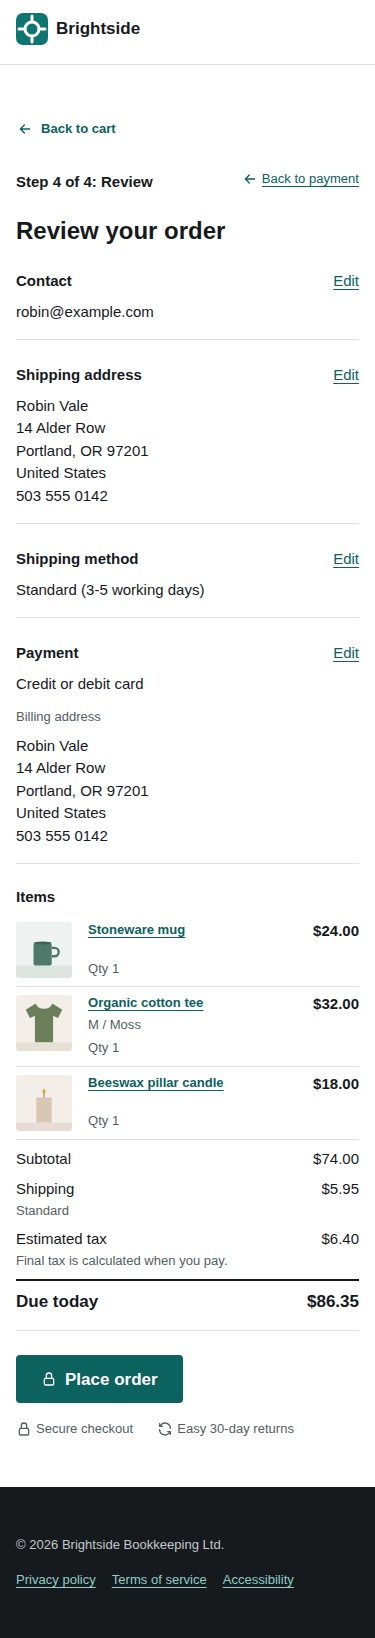 Brightside
Back to cart
Step 4 of 4: Review
Back to payment
Review your order
Contact
Edit
robin@example.com
Shipping address
Edit
Robin Vale
14 Alder Row
Portland, OR 97201
United States
503 555 0142
Shipping method
Edit
Standard (3-5 working days)
Payment
Edit
Credit or debit card
Billing address
Robin Vale
14 Alder Row
Portland, OR 97201
United States
503 555 0142
Items
Stoneware mug
$24.00
Qty 1
Organic cotton tee
$32.00
M / Moss
Qty 1
Beeswax pillar candle
$18.00
Qty 1
Subtotal
$74.00
Shipping
$5.95
Standard
Estimated tax
$6.40
Final tax is calculated when you pay.
Due today
$86.35
Place order
Secure checkout
Easy 30-day returns
© 2026 Brightside Bookkeeping Ltd.
Privacy policy
Terms of service
Accessibility